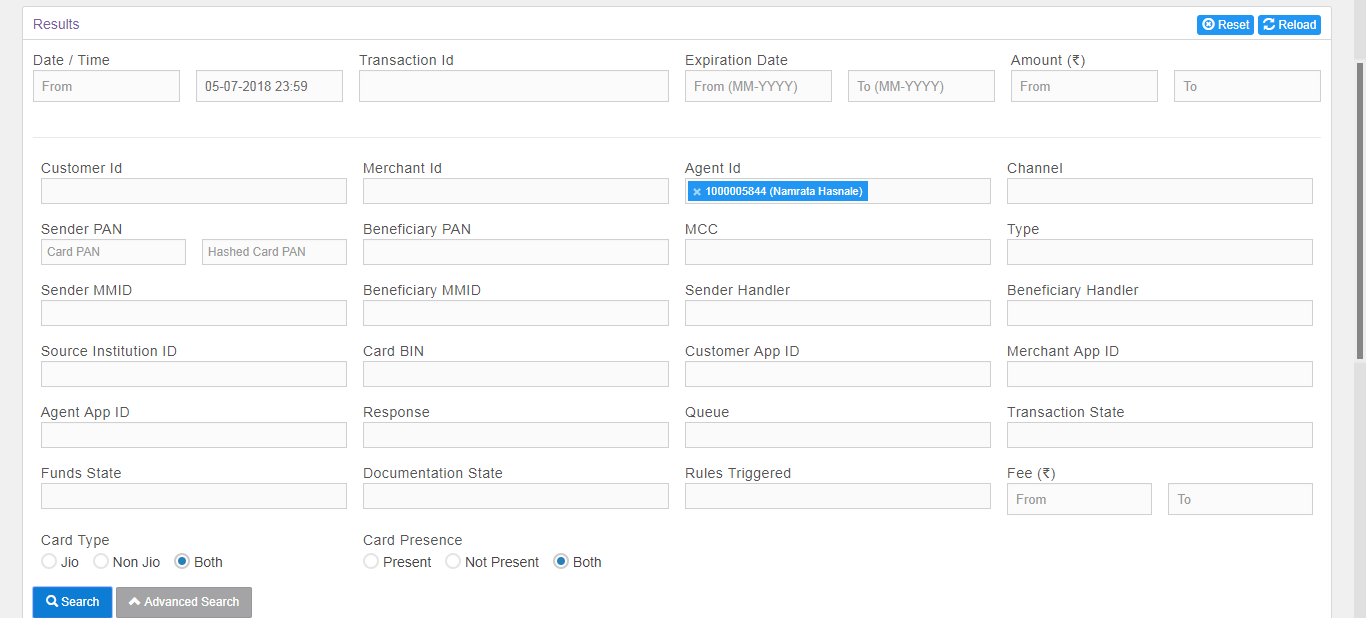 Results
Reset Reload
Date / Time Transaction Id Expiration Date Amount (₹)
From 05-07-2018 23:59 From (MM-YYYY) To (MM-YYYY) From To
Customer Id Merchant Id Agent Id Channel
× 1000005844 (Namrata Hasnale)
Sender PAN Beneficiary PAN MCC Type
Card PAN Hashed Card PAN
Sender MMID Beneficiary MMID Sender Handler Beneficiary Handler
Source Institution ID Card BIN Customer App ID Merchant App ID
Agent App ID Response Queue Transaction State
Funds State Documentation State Rules Triggered Fee (₹)
From To
Card Type Card Presence
Jio Non Jio Both Present Not Present Both
Search Advanced Search